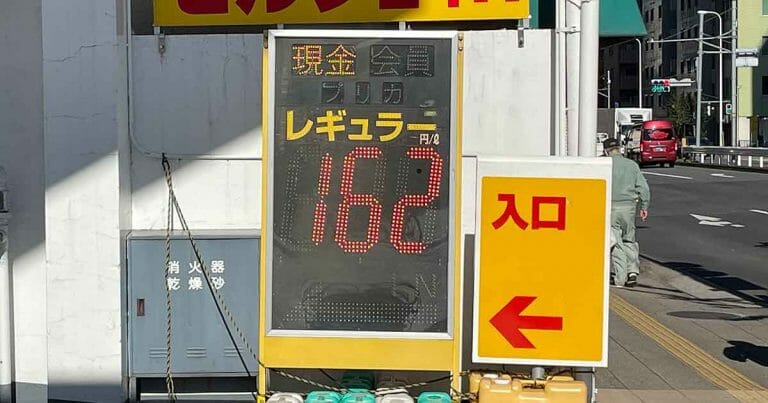 現金 会員
プリカ
レギュラー
円/ℓ
162
入口
消火器
乾燥砂